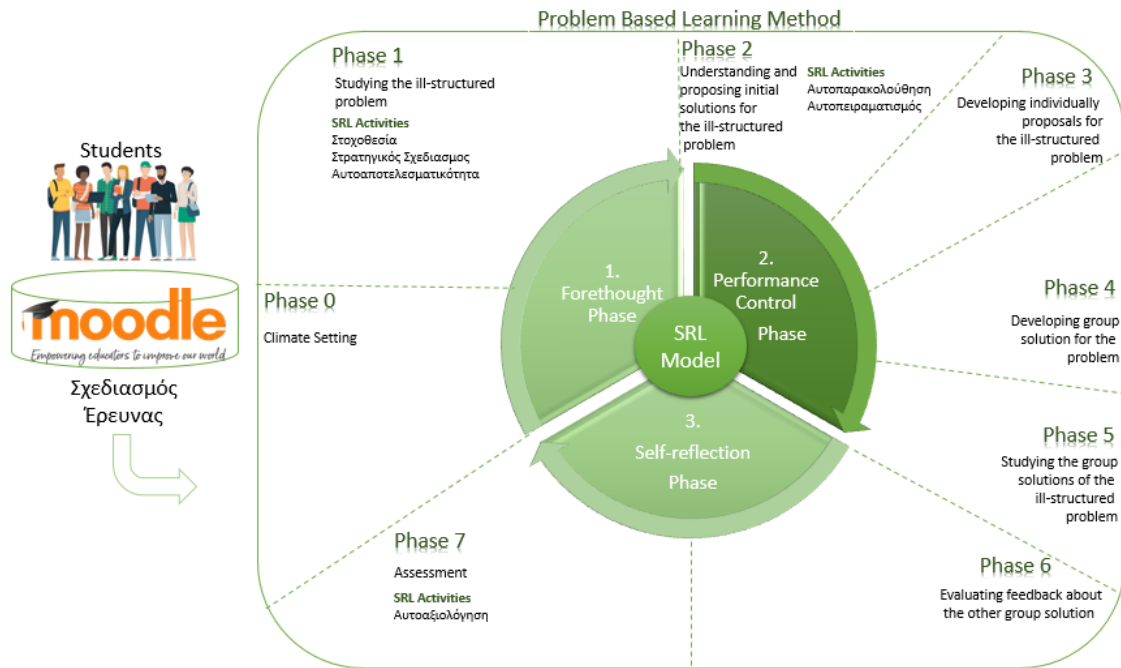 Problem Based Learning Method
Phase 1
Studying the ill-structured
problem
SRL Activities
Στοχοθεσία
Στρατηγικός Σχεδιασμος
Αυτοαποτελεσματικότητα
Phase 2
Understanding and
proposing initial
solutions for
the ill-structured
problem
SRL Activities
Αυτοπαρακολούθηση
Αυτοπειραματισμός
Phase 3
Developing individually
proposals for
the ill-structured
problem
Students
moodle
Empowering educators to improve our world
Σχεδιασμός
Έρευνας
Phase 0
Climate Setting
1.
Forethought
Phase
2.
Performance
Control
Phase
SRL
Model
3.
Self-reflection
Phase
Phase 4
Developing group
solution for the
problem
Phase 5
Studying the group
solutions of the
ill-structured
problem
Phase 6
Evaluating feedback about
the other group solution
Phase 7
Assessment
SRL Activities
Αυτοαξιολόγηση